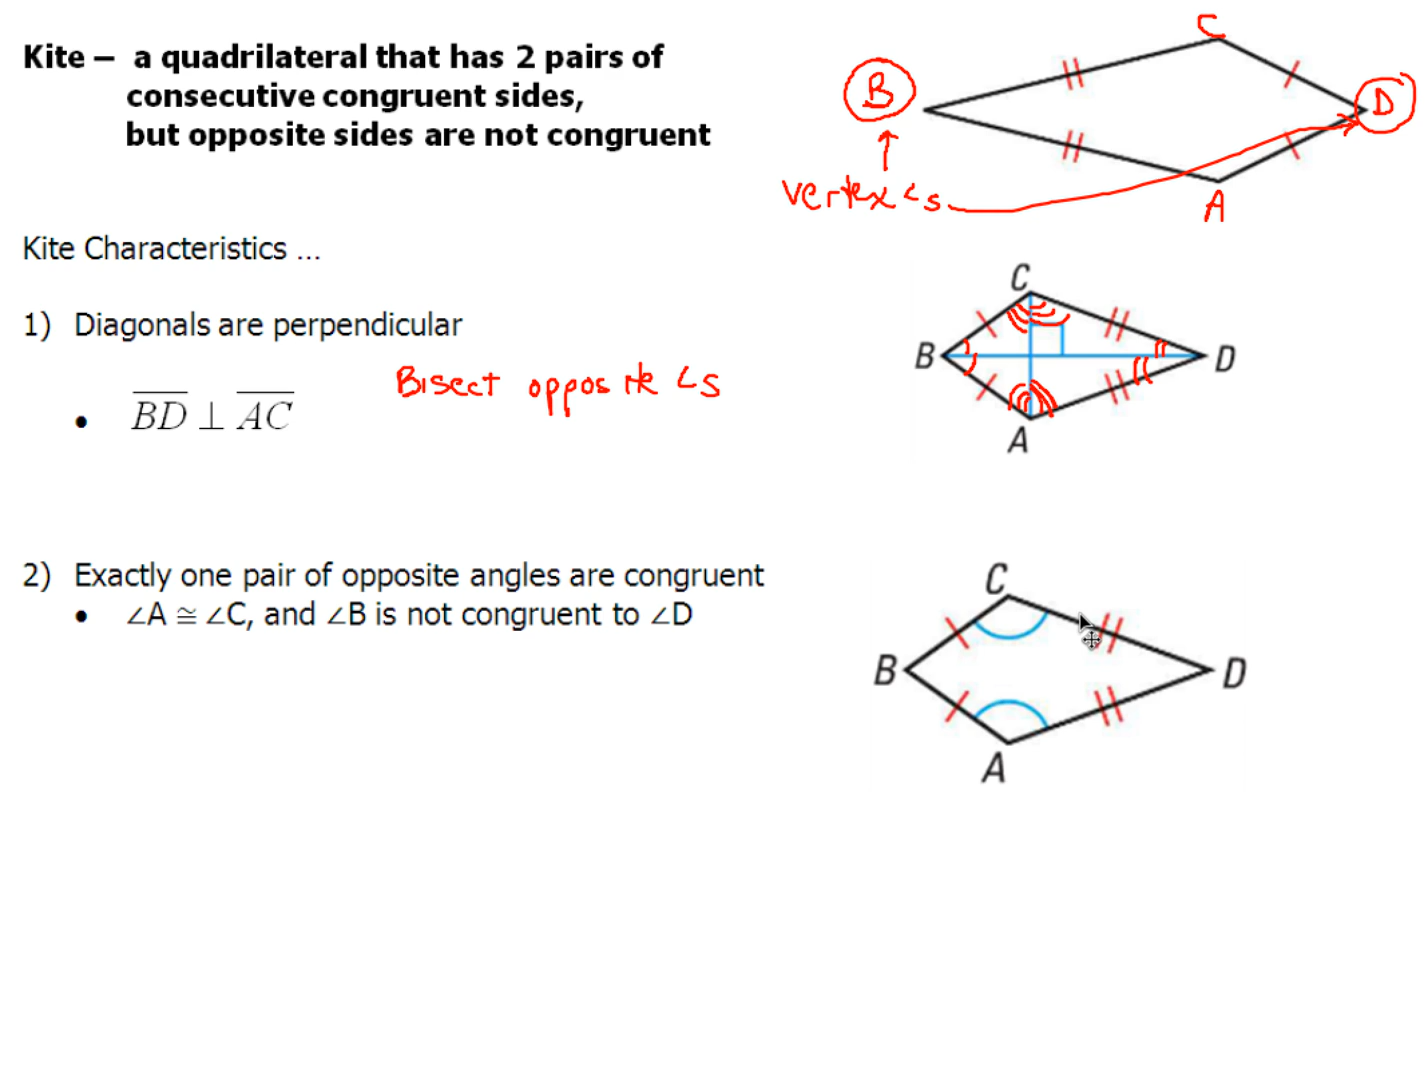 Kite – a quadrilateral that has 2 pairs of
consecutive congruent sides,
but opposite sides are not congruent
C
B
D
vertex ∠s
A
Kite Characteristics ...
1) Diagonals are perpendicular
Bisect opposite ∠s
• BD ⊥ AC
C
B
D
A
2) Exactly one pair of opposite angles are congruent
• ∠A ≅ ∠C, and ∠B is not congruent to ∠D
C
B
D
A